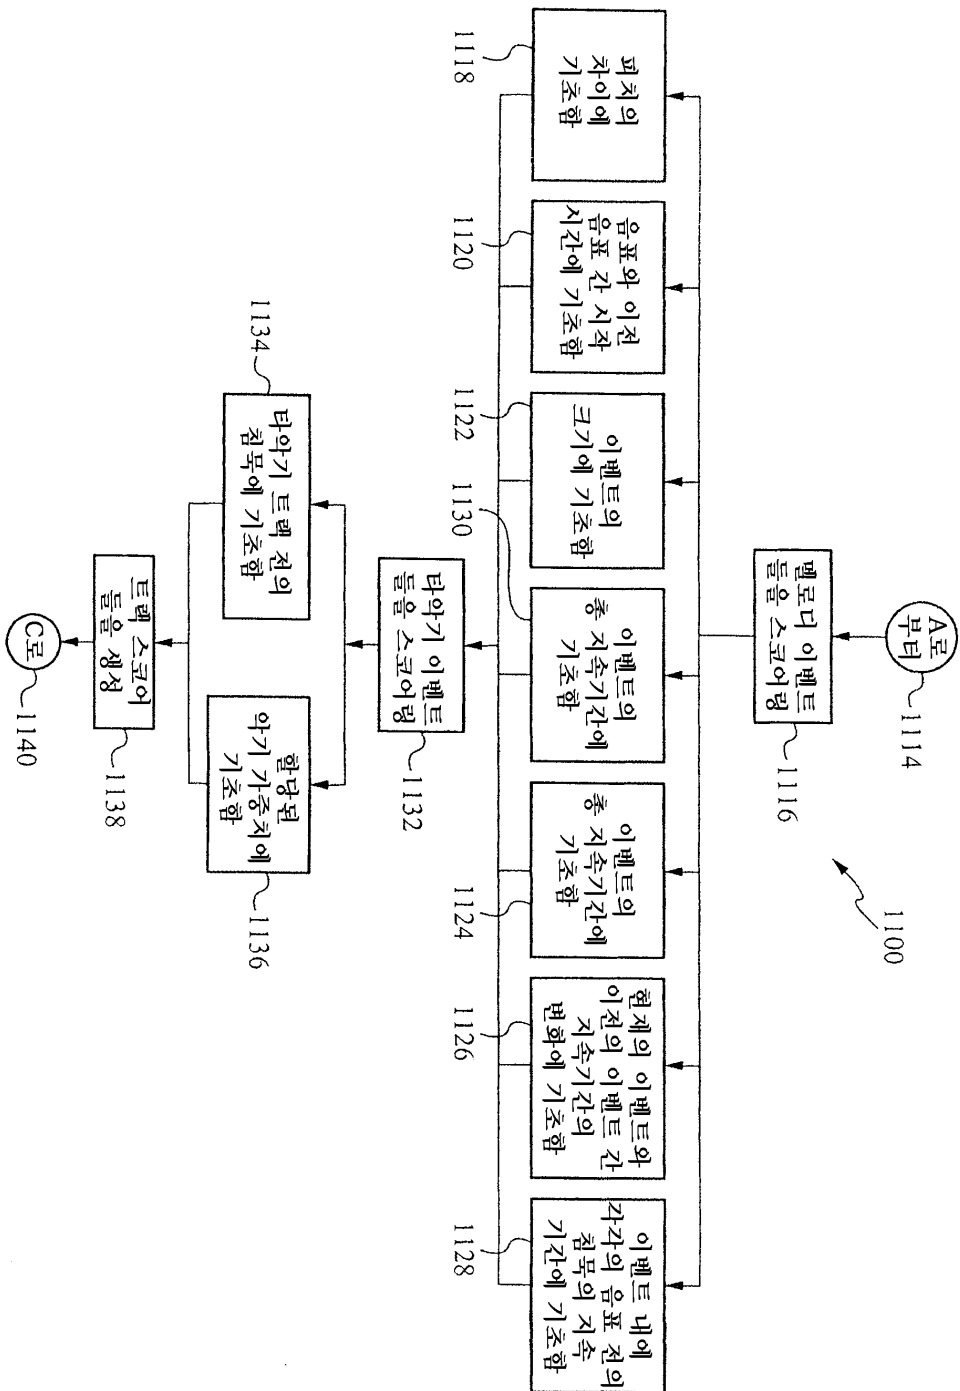 1100
A로
부터
1114
멜로디 이벤트
들을 스코어링
1116
피치의
차이에
기초함
1118
음표와 이전
음표 간 시작
시간에 기초함
1120
이벤트의
크기에 기초함
1122
이벤트의
총 지속기간에
기초함
1130
이벤트의
총 지속기간에
기초함
1124
현재의 이벤트와
이전의 이벤트 간
지속기간의
변화에 기초함
1126
이벤트 내에
각각의 음표 전의
침묵의 지속
기간에 기초함
1128
타악기 이벤트
들을 스코어링
1132
타악기 트랙 전의
침묵에 기초함
1134
할당된
악기 가중치에
기초함
1136
트랙 스코어
들을 생성
1138
C로
1140